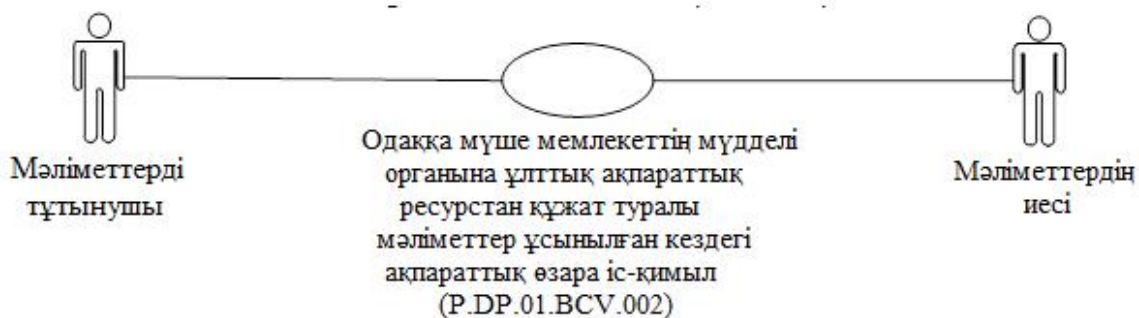 Мәліметтерді
тұтынушы
Одаққа мүше мемлекеттің мүдделі
органына ұлттық ақпараттық
ресурстан құжат туралы
мәліметтер ұсынылған кездегі
ақпараттық өзара іс-қимыл
(P.DP.01.BCV.002)
Мәліметтердің
иесі